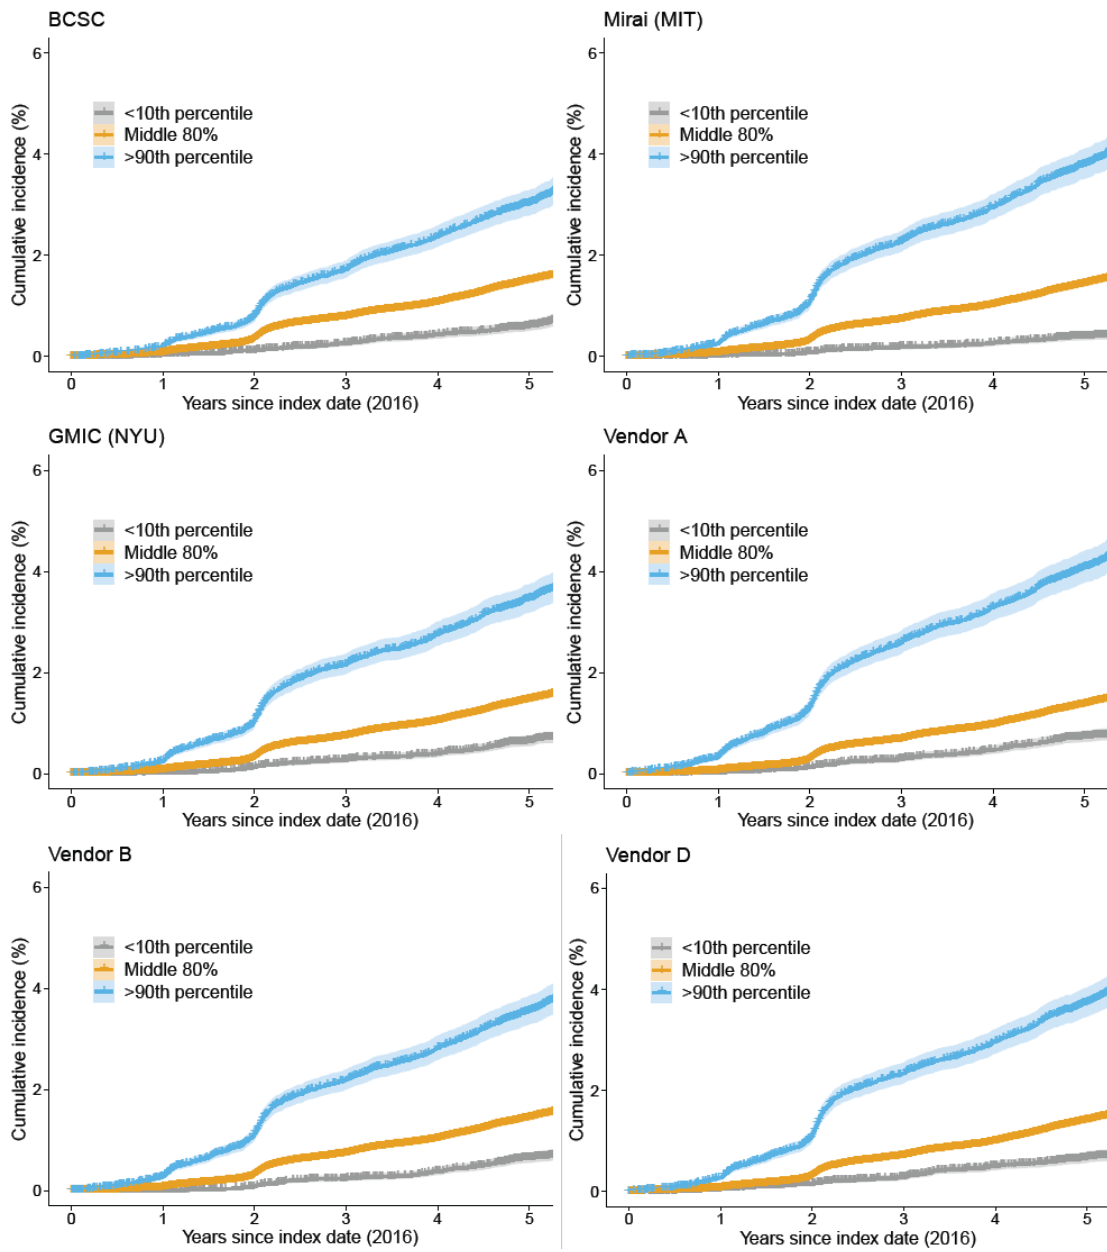 BCSC
6
4
2
0
Cumulative incidence (%)
<10th percentile
Middle 80%
>90th percentile
0 1 2 3 4 5
Years since index date (2016)
Mirai (MIT)
6
4
2
0
Cumulative incidence (%)
<10th percentile
Middle 80%
>90th percentile
0 1 2 3 4 5
Years since index date (2016)
GMIC (NYU)
6
4
2
0
Cumulative incidence (%)
<10th percentile
Middle 80%
>90th percentile
0 1 2 3 4 5
Years since index date (2016)
Vendor A
6
4
2
0
Cumulative incidence (%)
<10th percentile
Middle 80%
>90th percentile
0 1 2 3 4 5
Years since index date (2016)
Vendor B
6
4
2
0
Cumulative incidence (%)
<10th percentile
Middle 80%
>90th percentile
0 1 2 3 4 5
Years since index date (2016)
Vendor D
6
4
2
0
Cumulative incidence (%)
<10th percentile
Middle 80%
>90th percentile
0 1 2 3 4 5
Years since index date (2016)